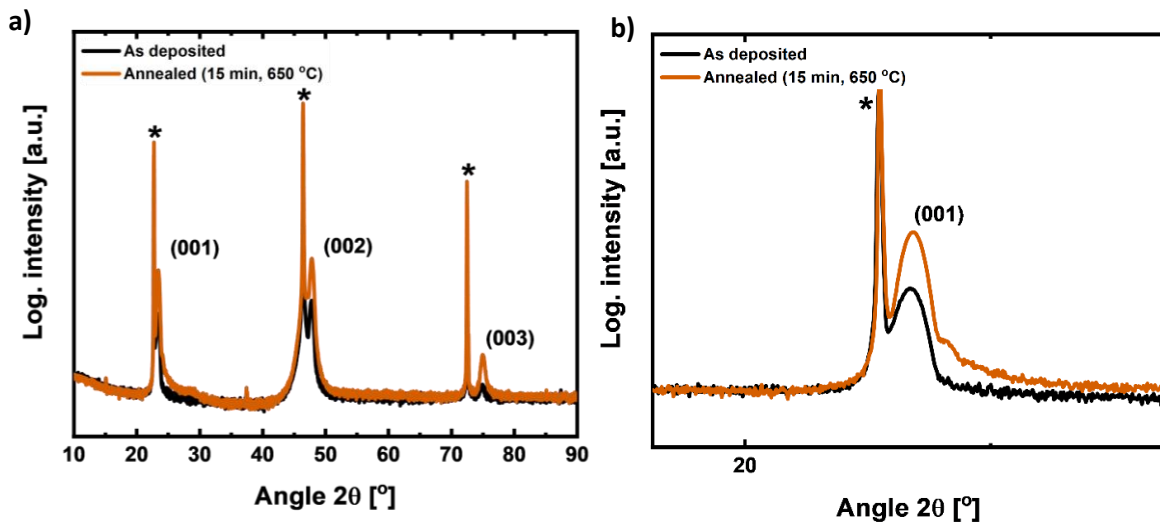 a)
As deposited
Annealed (15 min, 650 °C)
*
*
*
(001)
(002)
(003)
Log. intensity [a.u.]
10 20 30 40 50 60 70 80 90
Angle 2θ [°]
b)
As deposited
Annealed (15 min, 650 °C)
*
(001)
Log. intensity [a.u.]
20
Angle 2θ [°]